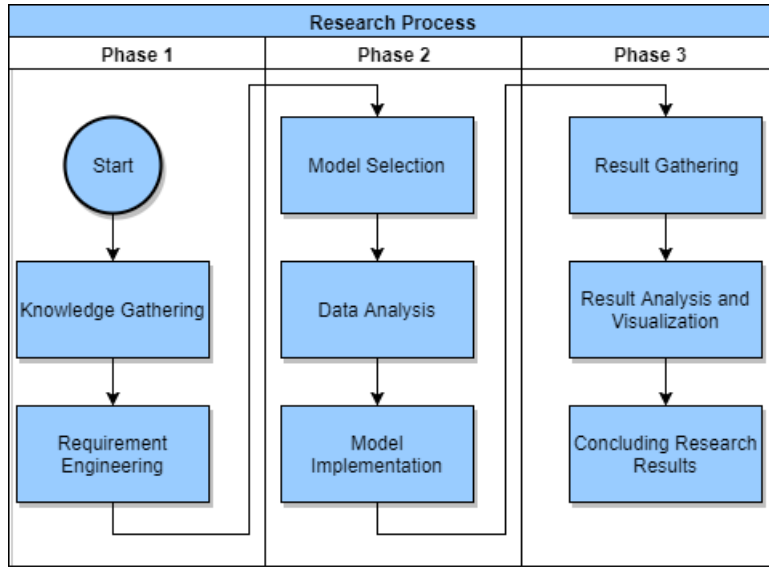 Research Process
Phase 1
Phase 2
Phase 3
Start
Knowledge Gathering
Requirement
Engineering
Model Selection
Data Analysis
Model
Implementation
Result Gathering
Result Analysis and
Visualization
Concluding Research
Results